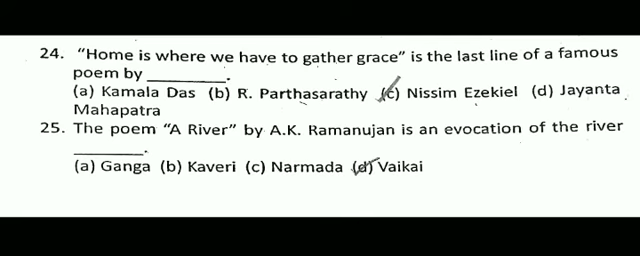 24. “Home is where we have to gather grace” is the last line of a famous
poem by ________.
(a) Kamala Das (b) R. Parthasarathy (c) Nissim Ezekiel (d) Jayanta
Mahapatra
25. The poem “A River” by A.K. Ramanujan is an evocation of the river
________.
(a) Ganga (b) Kaveri (c) Narmada (d) Vaikai